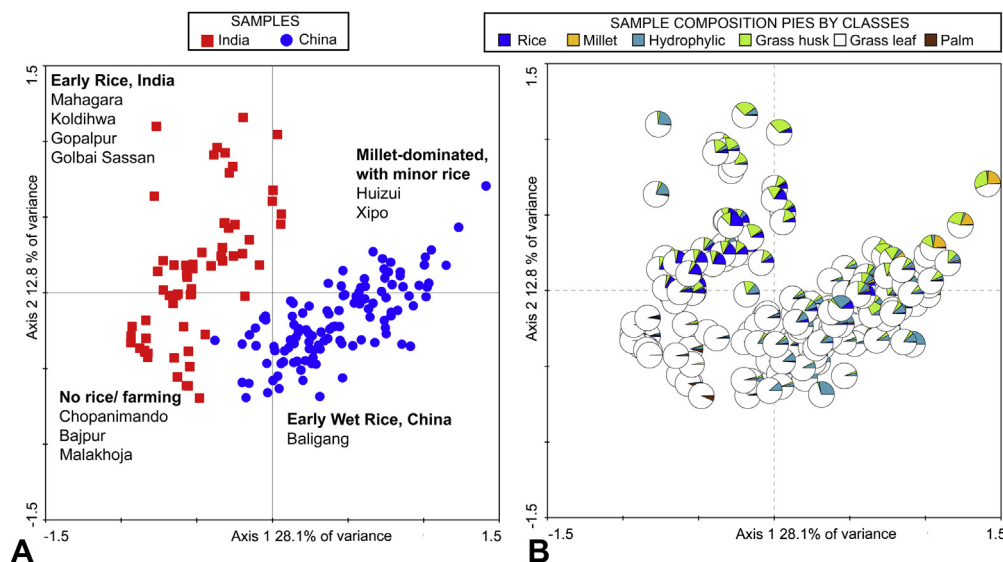 SAMPLES
India China
SAMPLE COMPOSITION PIES BY CLASSES
Rice Millet Hydrophylic Grass husk Grass leaf Palm
1.5
Early Rice, India
Mahagara
Koldihwa
Gopalpur
Golbai Sassan
Millet-dominated,
with minor rice
Huizui
Xipo
Axis 2 12.8 % of variance
No rice/ farming
Chopanimando
Bajpur
Malakhoja
Early Wet Rice, China
Baligang
-1.5
-1.5 Axis 1 28.1% of variance 1.5
A
1.5
Axis 2 12.8 % of variance
-1.5
-1.5 Axis 1 28.1% of variance 1.5
B